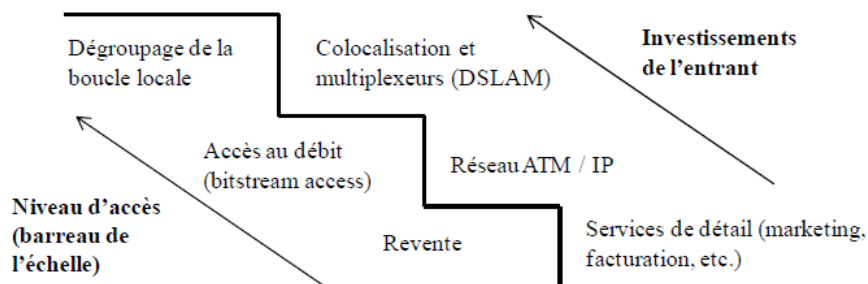 Dégroupage de la
boucle locale
Colocalisation et
multiplexeurs (DSLAM)
Investissements
de l'entrant
Accès au débit
(bitstream access)
Réseau ATM / IP
Niveau d'accès
(barreau de
l'échelle)
Revente
Services de détail (marketing,
facturation, etc.)